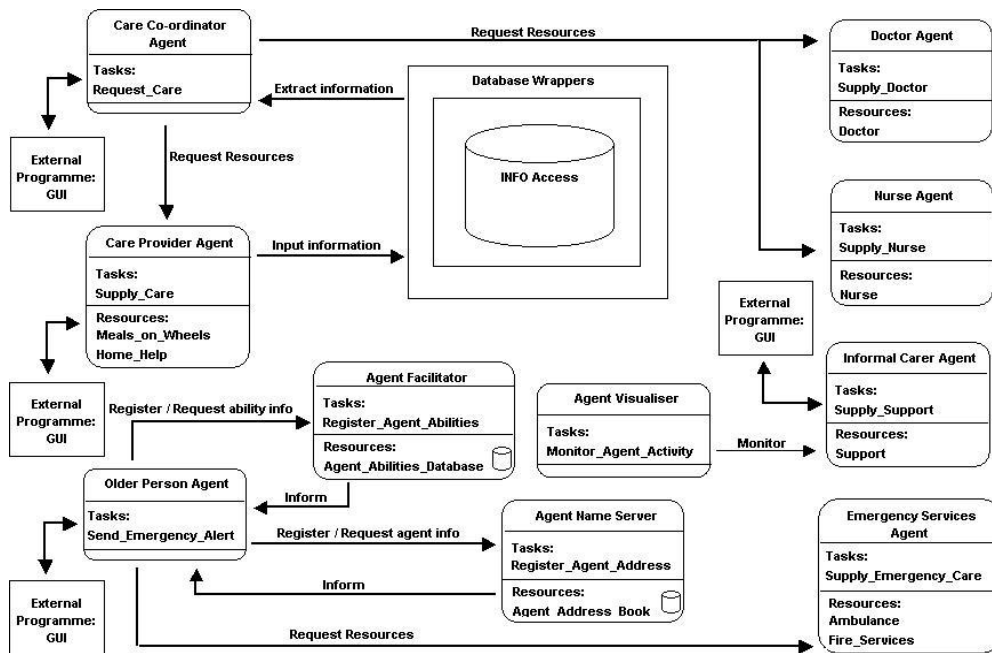 Care Co-ordinator
Agent
Tasks:
Request_Care
External
Programme:
GUI
Request Resources
Doctor Agent
Tasks:
Supply_Doctor
Resources:
Doctor
Extract information
Database Wrappers
INFO Access
Request Resources
Care Provider Agent
Tasks:
Supply_Care
Resources:
Meals_on_Wheels
Home_Help
Input information
Nurse Agent
Tasks:
Supply_Nurse
Resources:
Nurse
External
Programme:
GUI
External
Programme:
GUI
Informal Carer Agent
Tasks:
Supply_Support
Resources:
Support
Register / Request ability info
Agent Facilitator
Tasks:
Register_Agent_Abilities
Resources:
Agent_Abilities_Database
Agent Visualiser
Tasks:
Monitor_Agent_Activity
Monitor
Older Person Agent
Tasks:
Send_Emergency_Alert
Inform
External
Programme:
GUI
Register / Request agent info
Agent Name Server
Tasks:
Register_Agent_Address
Resources:
Agent_Address_Book
Inform
Emergency Services
Agent
Tasks:
Supply_Emergency_Care
Resources:
Ambulance
Fire_Services
Request Resources